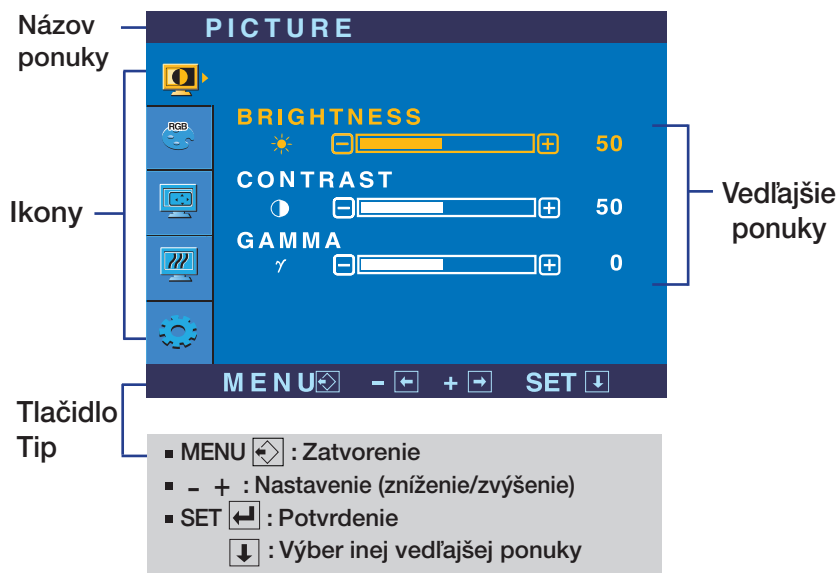 Názov
ponuky
PICTURE
RGB
BRIGHTNESS
50
CONTRAST
50
GAMMA
γ 0
Ikony
Vedľajšie
ponuky
MENU - + SET
Tlačidlo
Tip
▪ MENU : Zatvorenie
▪ - + : Nastavenie (zníženie/zvýšenie)
▪ SET : Potvrdenie
: Výber inej vedľajšej ponuky